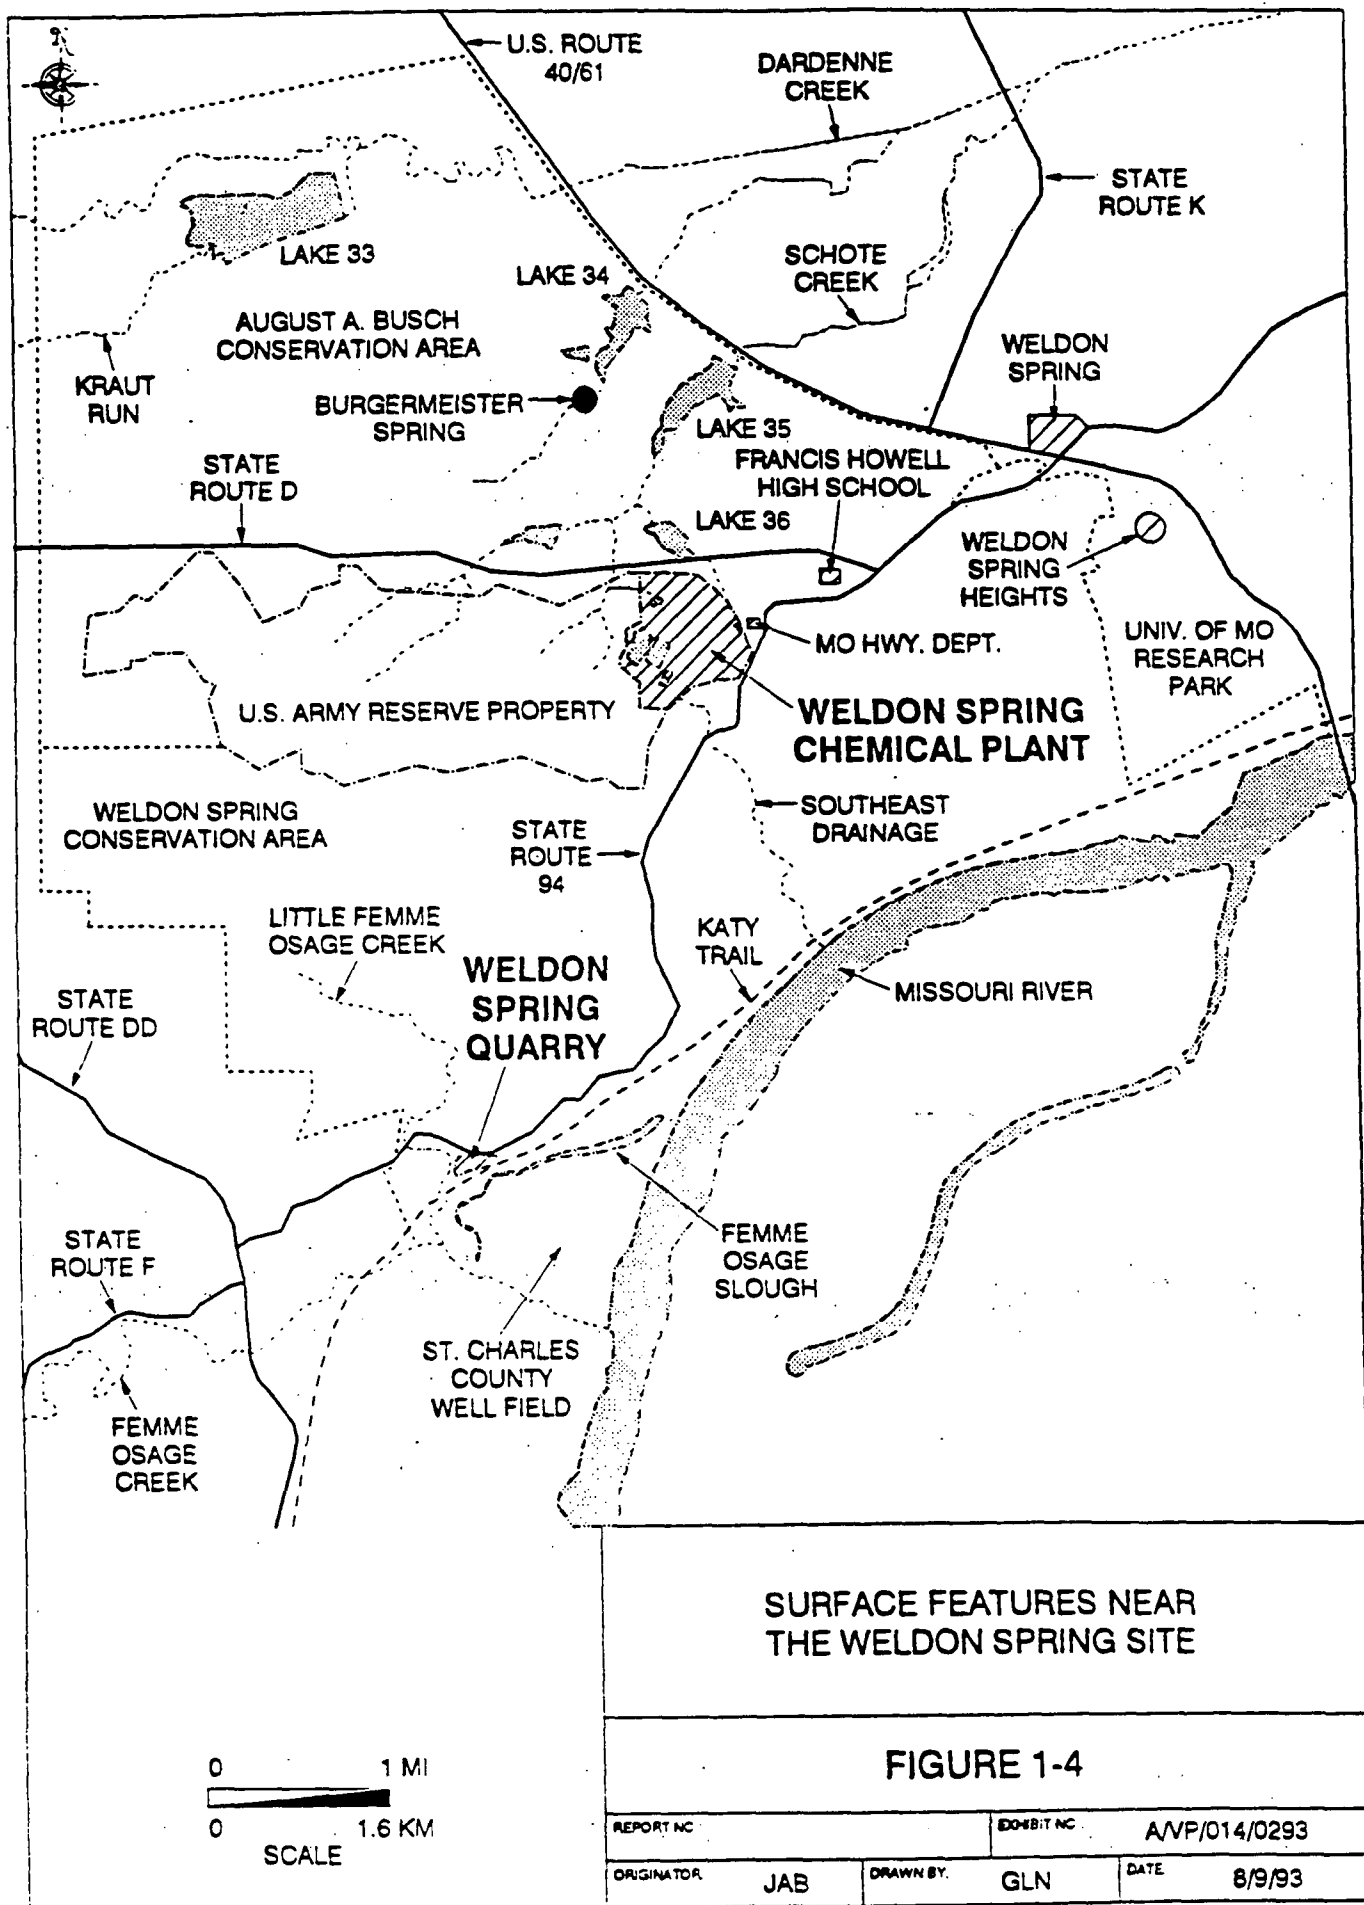 N
U.S. ROUTE
40/61
DARDENNE
CREEK
STATE
ROUTE K
LAKE 33
LAKE 34
SCHOTE
CREEK
AUGUST A. BUSCH
CONSERVATION AREA
KRAUT
RUN
WELDON
SPRING
BURGERMEISTER
SPRING
LAKE 35
STATE
ROUTE D
FRANCIS HOWELL
HIGH SCHOOL
LAKE 36
WELDON
SPRING
HEIGHTS
MO HWY. DEPT.
UNIV. OF MO
RESEARCH
PARK
U.S. ARMY RESERVE PROPERTY
WELDON SPRING
CHEMICAL PLANT
WELDON SPRING
CONSERVATION AREA
STATE
ROUTE
94
SOUTHEAST
DRAINAGE
LITTLE FEMME
OSAGE CREEK
KATY
TRAIL
WELDON
SPRING
QUARRY
MISSOURI RIVER
STATE
ROUTE DD
STATE
ROUTE F
FEMME
OSAGE
SLOUGH
ST. CHARLES
COUNTY
WELL FIELD
FEMME
OSAGE
CREEK
SURFACE FEATURES NEAR
THE WELDON SPRING SITE
FIGURE 1-4
0 1 MI
0 1.6 KM
SCALE
REPORT NC
EXHIBIT NC. A/VP/014/0293
ORIGINATOR. JAB DRAWN BY. GLN DATE 8/9/93